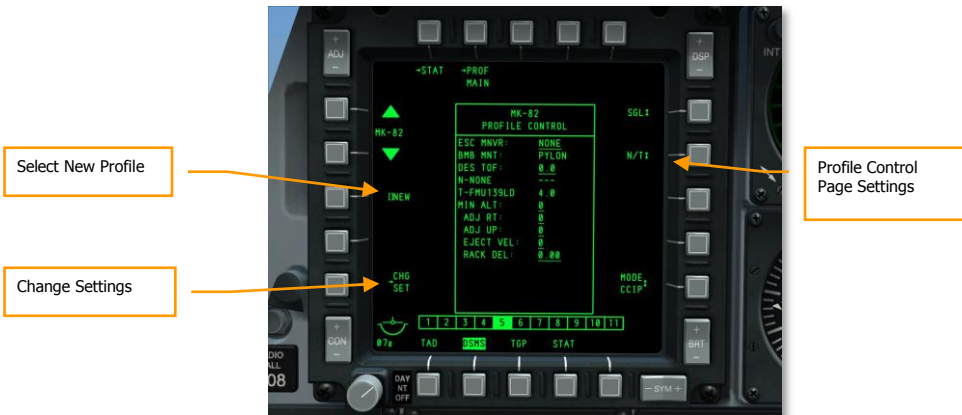 ADJ
DSP
INT
→STAT →PROF
MAIN
MK-82
MK-82
PROFILE CONTROL
SGL↕
N/T↕
ESC MNVR: NONE
BMB MNT: PYLON
DES TOF: 0.0
N-NONE ---
T-FMU139LD 4.0
MIN ALT: 0
ADJ RT: 0
ADJ UP: 0
EJECT VEL: 0
RACK DEL: 0.00
Select New Profile
Profile Control
Page Settings
NEW
Change Settings
→CHG
SET
MODE↕
CCIP
1 2 3 4 5 6 7 8 9 10 11
CON
BRT
TAD DSMS TGP STAT
DAY
NT
OFF
- SYM +
08